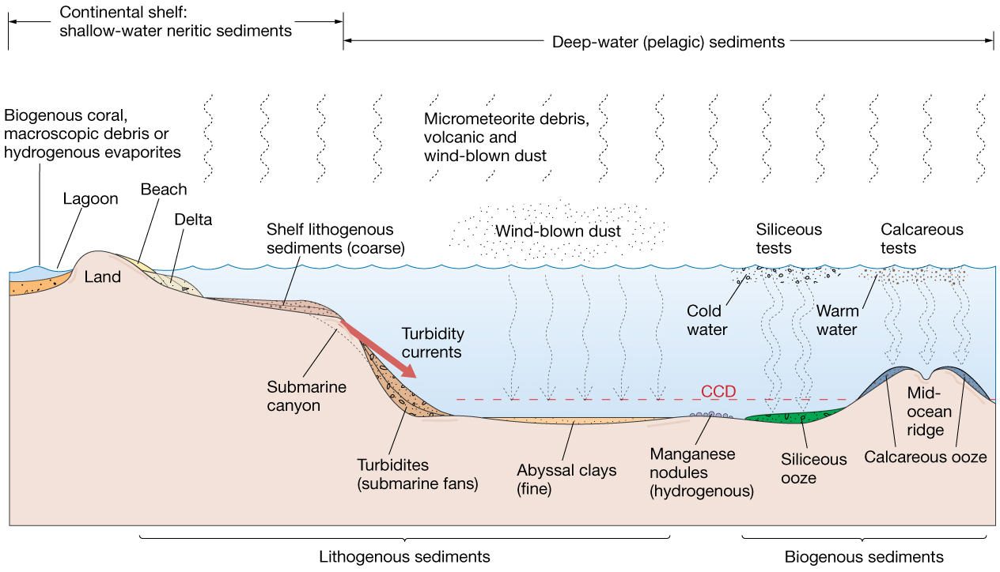 Continental shelf:
shallow-water neritic sediments
Deep-water (pelagic) sediments
Biogenous coral,
macroscopic debris or
hydrogenous evaporites
Micrometeorite debris,
volcanic and
wind-blown dust
Lagoon
Beach
Delta
Shelf lithogenous
sediments (coarse)
Wind-blown dust
Siliceous
tests
Calcareous
tests
Land
Cold
water
Warm
water
Turbidity
currents
Submarine
canyon
CCD
Mid-
ocean
ridge
Turbidites
(submarine fans)
Abyssal clays
(fine)
Manganese
nodules
(hydrogenous)
Siliceous
ooze
Calcareous ooze
Lithogenous sediments
Biogenous sediments